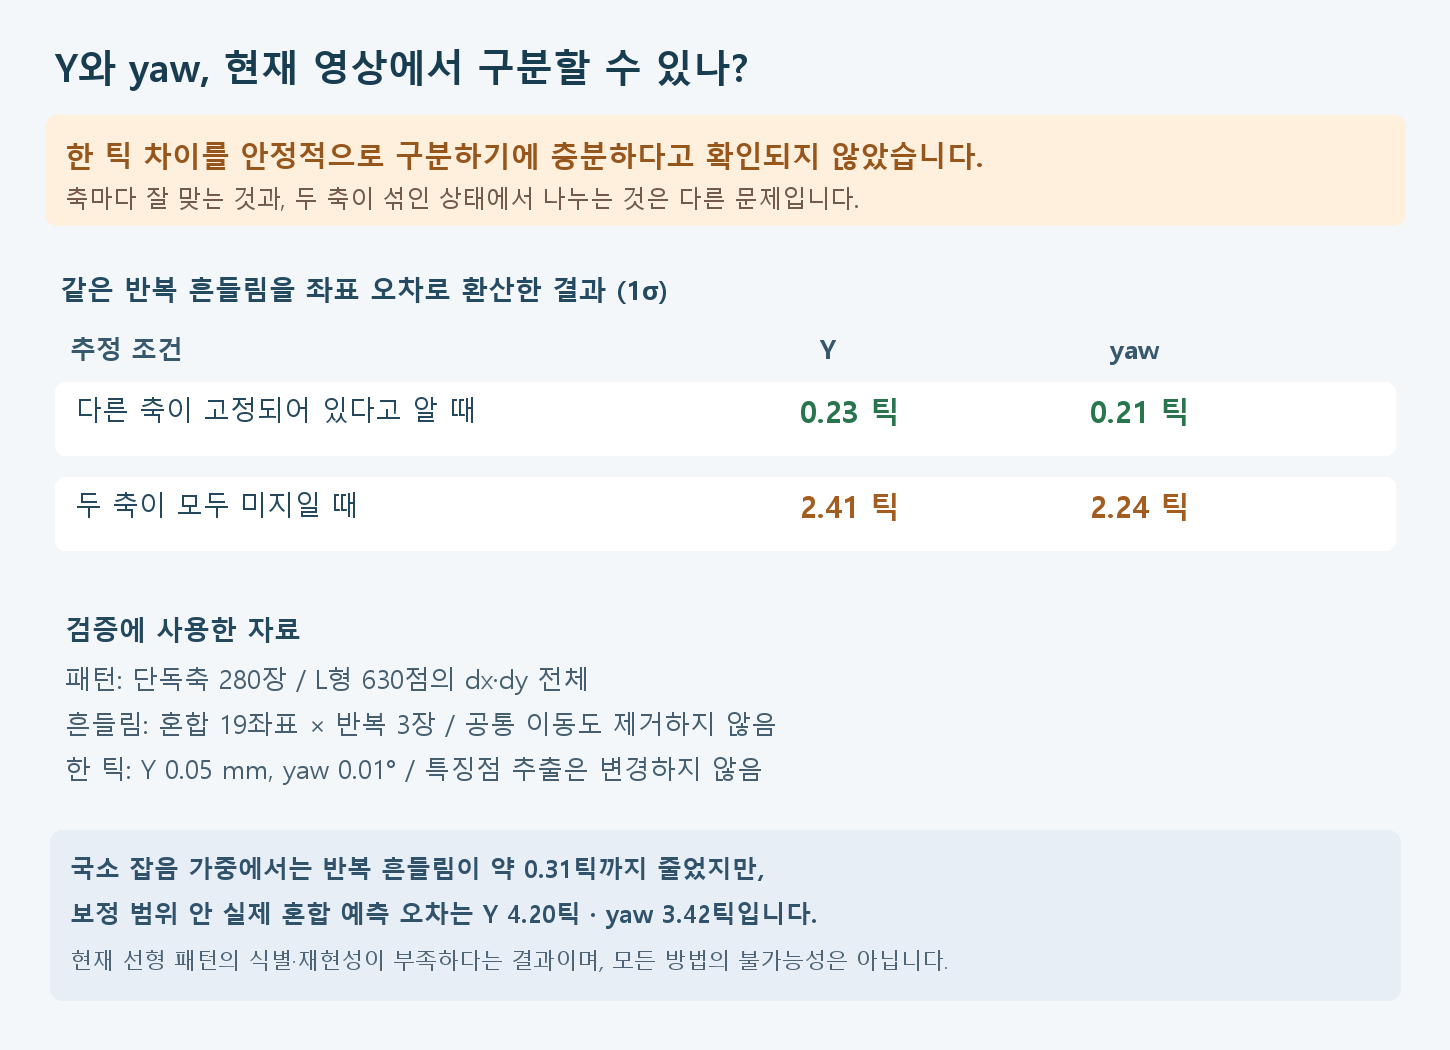 Y와 yaw, 현재 영상에서 구분할 수 있나?
한 틱 차이를 안정적으로 구분하기에 충분하다고 확인되지 않았습니다.
축마다 잘 맞는 것과, 두 축이 섞인 상태에서 나누는 것은 다른 문제입니다.
같은 반복 흔들림을 좌표 오차로 환산한 결과 (1σ)
추정 조건 Y yaw
다른 축이 고정되어 있다고 알 때 0.23 틱 0.21 틱
두 축이 모두 미지일 때 2.41 틱 2.24 틱
검증에 사용한 자료
패턴: 단독축 280장 / L형 630점의 dx·dy 전체
흔들림: 혼합 19좌표 × 반복 3장 / 공통 이동도 제거하지 않음
한 틱: Y 0.05 mm, yaw 0.01° / 특징점 추출은 변경하지 않음
국소 잡음 가중에서는 반복 흔들림이 약 0.31틱까지 줄었지만,
보정 범위 안 실제 혼합 예측 오차는 Y 4.20틱 · yaw 3.42틱입니다.
현재 선형 패턴의 식별·재현성이 부족하다는 결과이며, 모든 방법의 불가능성은 아닙니다.